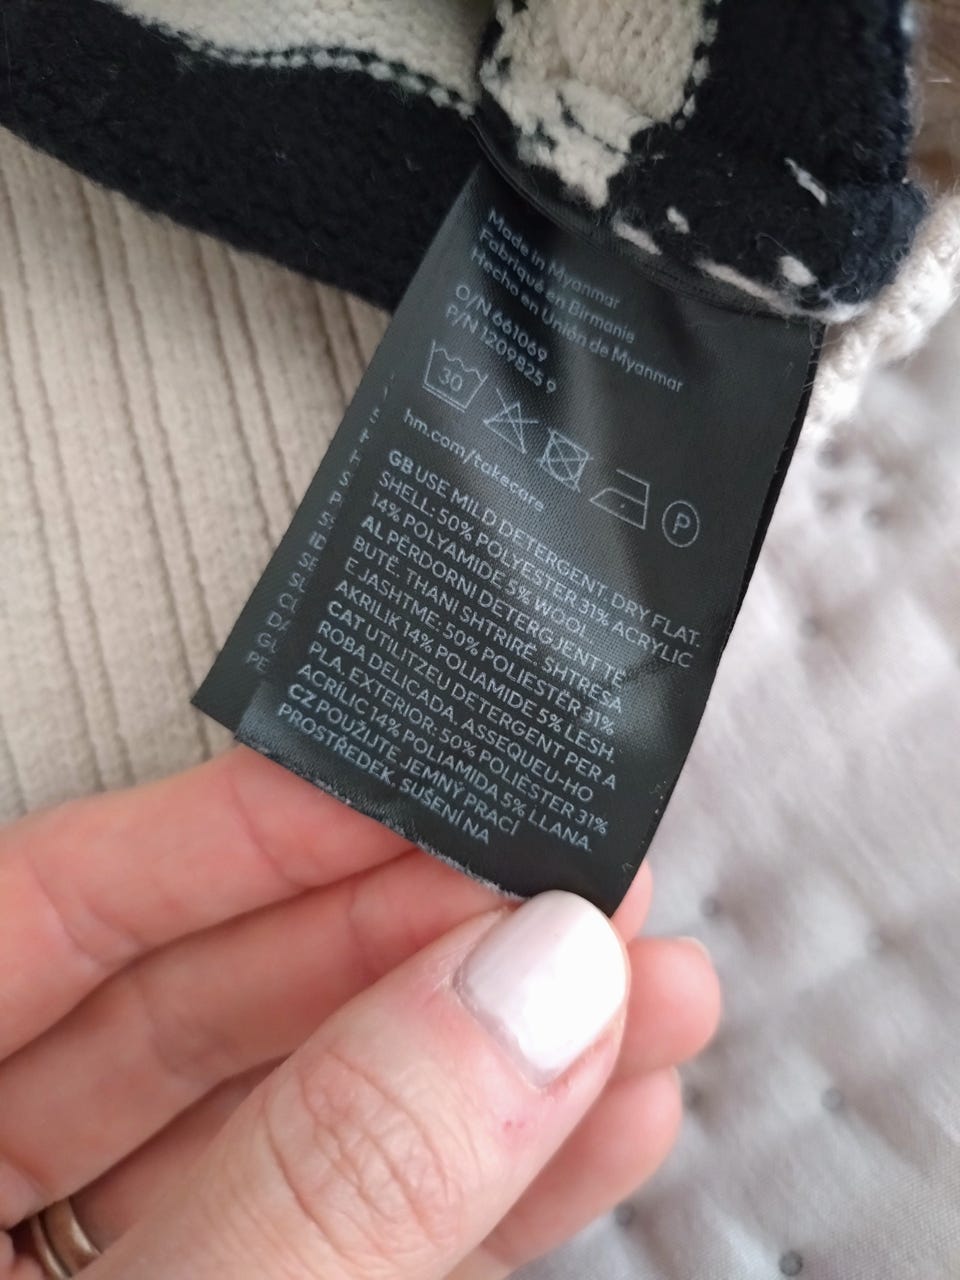 Made in Myanmar
Fabriqué en Birmanie
Hecho en Unión de Myanmar
O/N 661069
P/N 1209825 9
30
P
hm.com/takecare
GB USE MILD DETERGENT. DRY FLAT.
SHELL: 50% POLYESTER 31% ACRYLIC
14% POLYAMIDE 5% WOOL
AL PËRDORNI DETERGJENT TË
BUTË. THANI SHTRIRË. SHTRESA
E JASHTME: 50% POLIESTËR 31%
AKRILIK 14% POLIAMIDE 5% LESH.
CAT UTILITZEU DETERGENT PER A
ROBA DELICADA. ASSEQUEU-HO
PLA. EXTERIOR: 50% POLIÈSTER 31%
ACRÍLIC 14% POLIAMIDA 5% LLANA.
CZ POUŽIJTE JEMNÝ PRACÍ
PROSTŘEDEK. SUŠENÍ NA